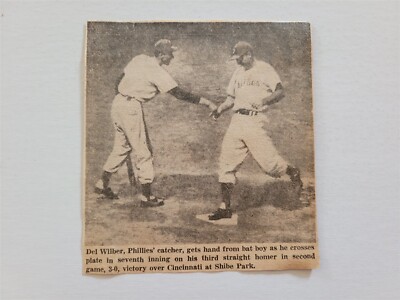 Del Wilber, Phillies' catcher, gets hand from bat boy as he crosses
plate in seventh inning on his third straight homer in second
game, 3-0, victory over Cincinnati at Shibe Park.